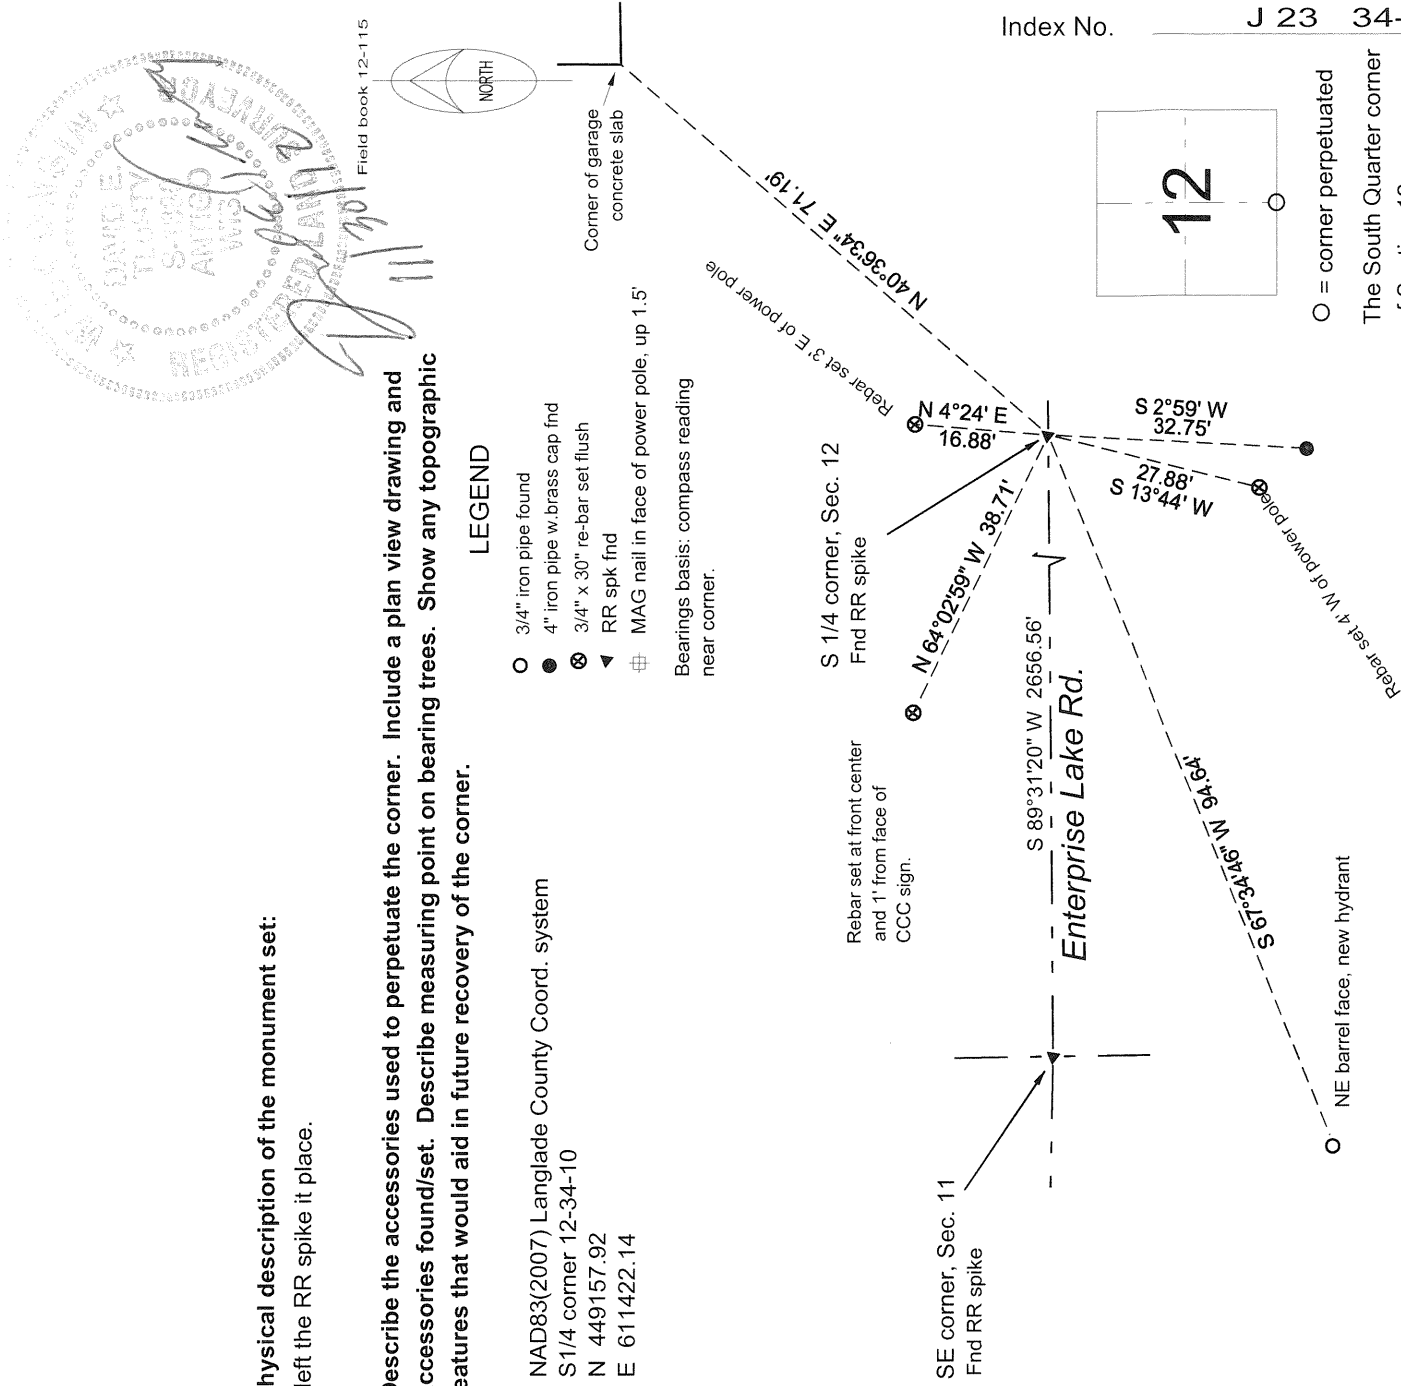 Index No. J 23 34-
hysical description of the monument set:
left the RR spike it place.
escribe the accessories used to perpetuate the corner. Include a plan view drawing and
ccessories found/set. Describe measuring point on bearing trees. Show any topographic
eatures that would aid in future recovery of the corner.
WISCONSIN
DAVID E.
TLUSTY
ANTIGO
WIS
REGISTERED LAND SURVEYOR
Field book 12-115
NORTH
LEGEND
3/4" iron pipe found
4" iron pipe w.brass cap fnd
3/4" x 30" re-bar set flush
RR spk fnd
MAG nail in face of power pole, up 1.5'
Bearings basis: compass reading
near corner.
NAD83(2007) Langlade County Coord. system
S1/4 corner 12-34-10
N 449157.92
E 611422.14
Corner of garage
concrete slab
N 40°36'34" E 71.19'
Rebar set 3' E of power pole
N 4°24' E
16.88'
S 1/4 corner, Sec. 12
Fnd RR spike
N 64°02'59" W 38.71'
Rebar set at front center
and 1' from face of
CCC sign.
S 89°31'20" W 2656.56'
Enterprise Lake Rd.
S 2°59' W
32.75'
27.88'
S 13°44' W
Rebar set 4' W of power pole
S 67°34'46" W 94.64'
NE barrel face, new hydrant
SE corner, Sec. 11
Fnd RR spike
12
O = corner perpetuated
The South Quarter corner